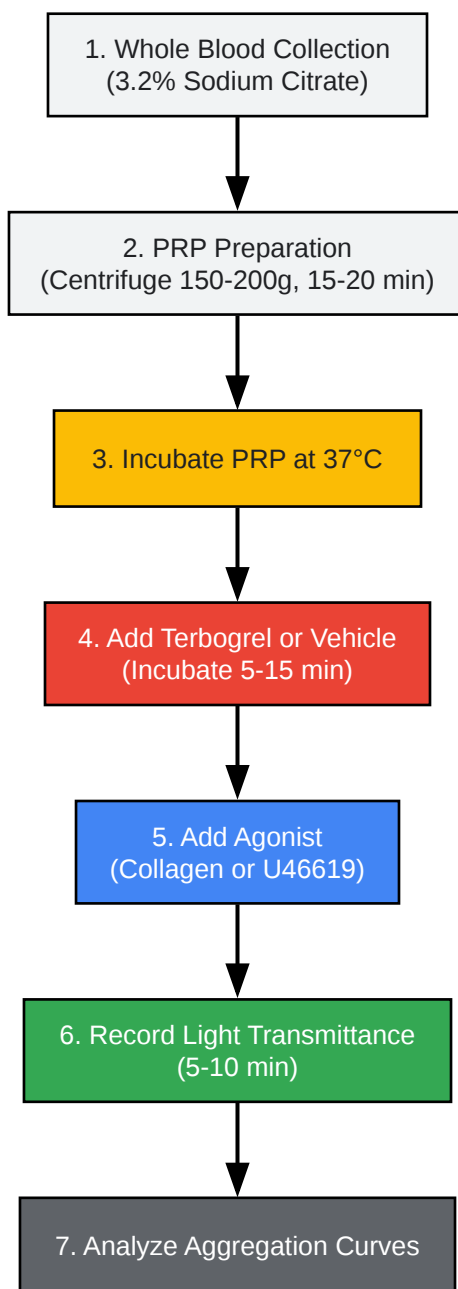 1. Whole Blood Collection
(3.2% Sodium Citrate)
2. PRP Preparation
(Centrifuge 150-200g, 15-20 min)
3. Incubate PRP at 37°C
4. Add Terbogrel or Vehicle
(Incubate 5-15 min)
5. Add Agonist
(Collagen or U46619)
6. Record Light Transmittance
(5-10 min)
7. Analyze Aggregation Curves